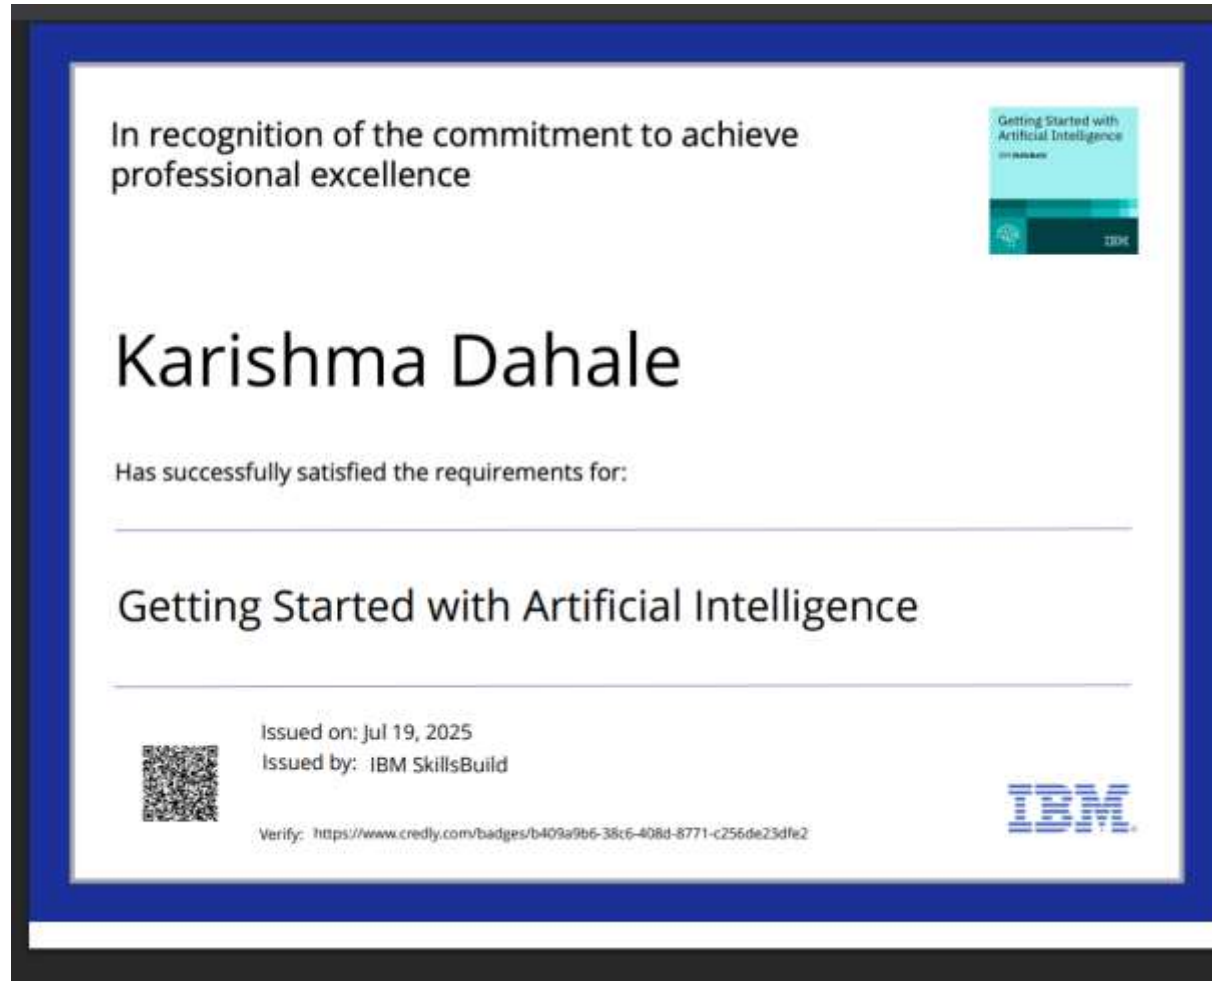 In recognition of the commitment to achieve
professional excellence
Getting Started with
Artificial Intelligence
IBM SkillsBuild
IBM
Karishma Dahale
Has successfully satisfied the requirements for:
Getting Started with Artificial Intelligence
Issued on: Jul 19, 2025
Issued by: IBM SkillsBuild
Verify: https://www.credly.com/badges/b409a9b6-38c6-408d-8771-c256de23dfe2
IBM